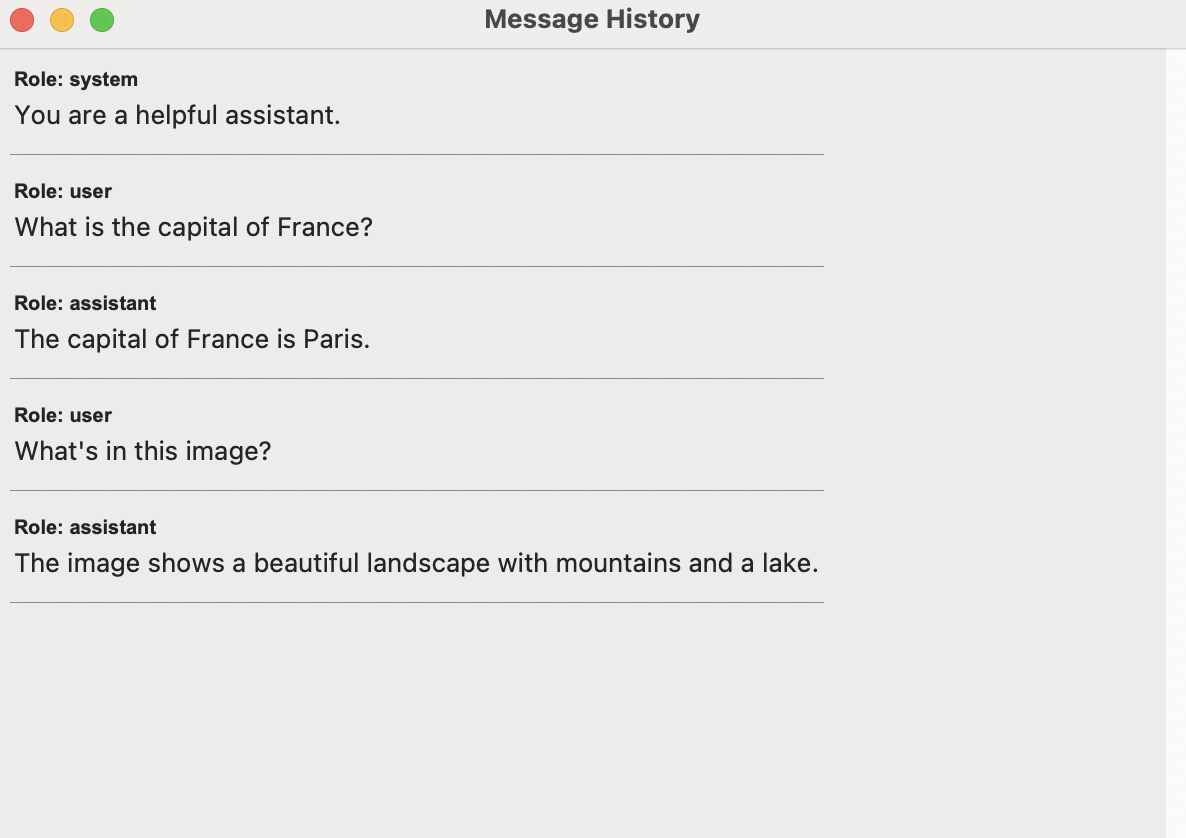 Message History
Role: system
You are a helpful assistant.
Role: user
What is the capital of France?
Role: assistant
The capital of France is Paris.
Role: user
What's in this image?
Role: assistant
The image shows a beautiful landscape with mountains and a lake.